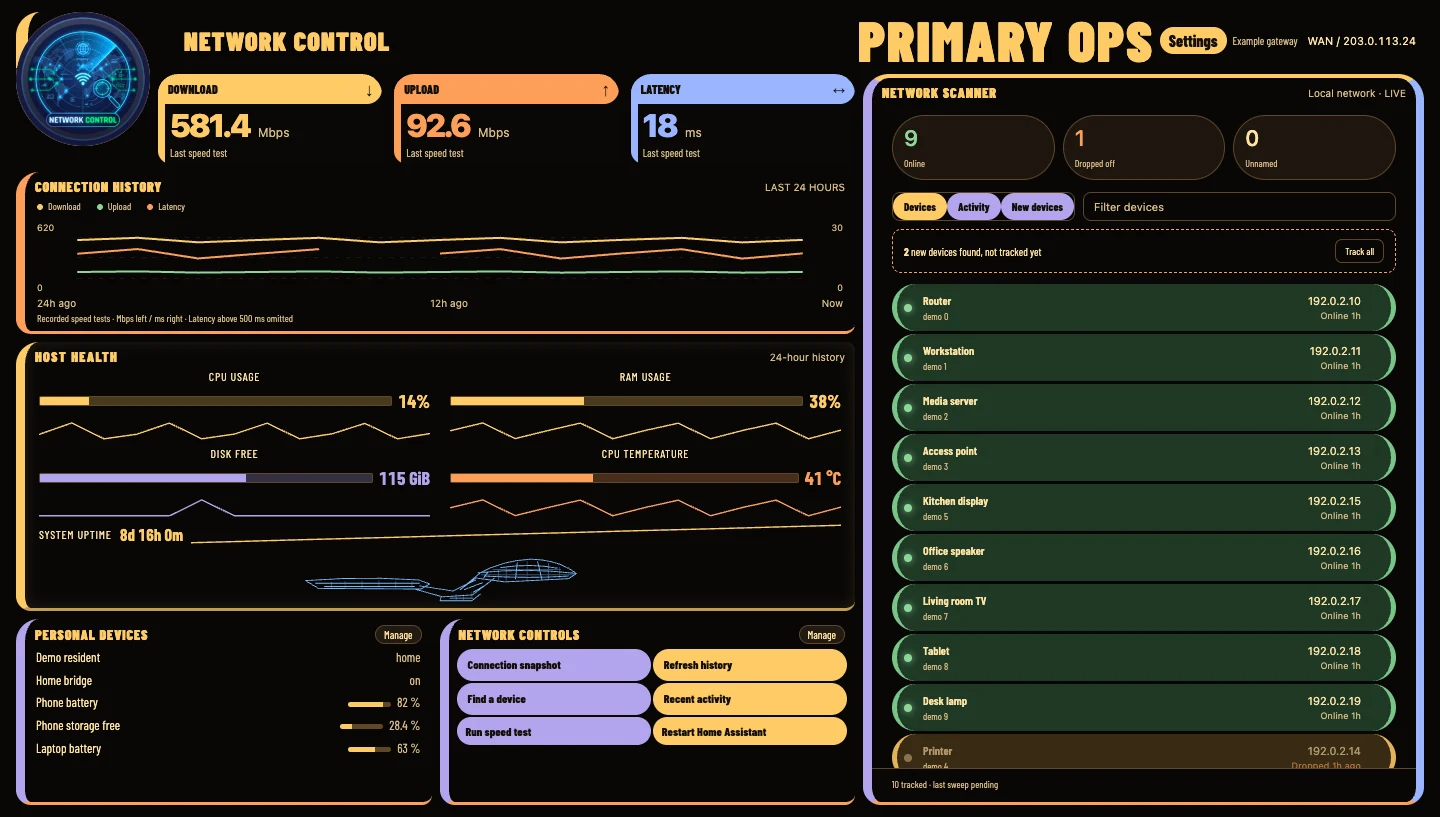 NETWORK CONTROL
NETWORK CONTROL
PRIMARY OPS
Settings
Example gateway
WAN / 203.0.113.24
DOWNLOAD ↓
581.4 Mbps
Last speed test
UPLOAD ↑
92.6 Mbps
Last speed test
LATENCY ↔
18 ms
Last speed test
CONNECTION HISTORY
LAST 24 HOURS
Download
Upload
Latency
620
30
0
0
24h ago
12h ago
Now
Recorded speed tests · Mbps left / ms right · Latency above 500 ms omitted
HOST HEALTH
24-hour history
CPU USAGE
14%
RAM USAGE
38%
DISK FREE
115 GiB
CPU TEMPERATURE
41 °C
SYSTEM UPTIME 8d 16h 0m
PERSONAL DEVICES
Manage
Demo resident home
Home bridge on
Phone battery 82 %
Phone storage free 28.4 %
Laptop battery 63 %
NETWORK CONTROLS
Manage
Connection snapshot
Refresh history
Find a device
Recent activity
Run speed test
Restart Home Assistant
NETWORK SCANNER
Local network · LIVE
9
Online
1
Dropped off
0
Unnamed
Devices
Activity
New devices
Filter devices
2 new devices found, not tracked yet
Track all
Router 192.0.2.10
demo 0 Online 1h
Workstation 192.0.2.11
demo 1 Online 1h
Media server 192.0.2.12
demo 2 Online 1h
Access point 192.0.2.13
demo 3 Online 1h
Kitchen display 192.0.2.15
demo 5 Online 1h
Office speaker 192.0.2.16
demo 6 Online 1h
Living room TV 192.0.2.17
demo 7 Online 1h
Tablet 192.0.2.18
demo 8 Online 1h
Desk lamp 192.0.2.19
demo 9 Online 1h
Printer 192.0.2.14
demo 4 Dropped 1h ago
10 tracked · last sweep pending